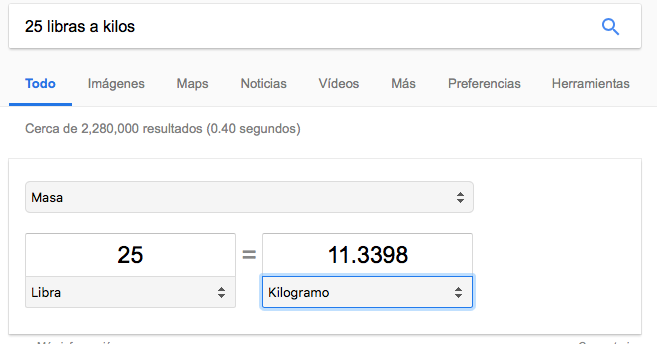 25 libras a kilos
Todo Imágenes Maps Noticias Vídeos Más Preferencias Herramientas
Cerca de 2,280,000 resultados (0.40 segundos)
Masa
25 = 11.3398
Libra Kilogramo